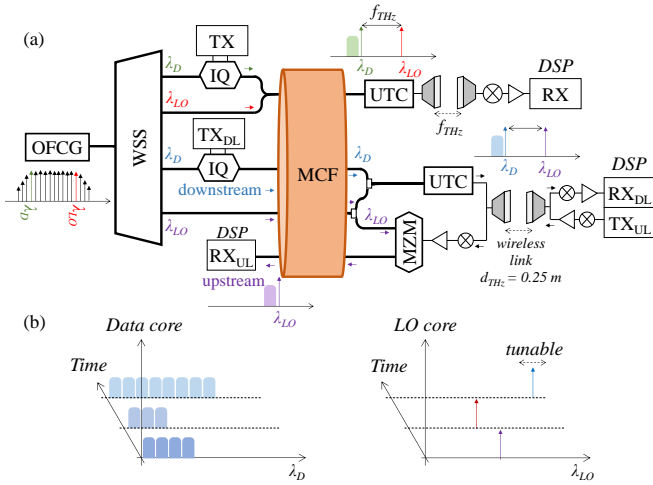 (a)
TX
IQ
λD
λLO
fTHz
λD
λLO
UTC
fTHz
DSP
RX
OFCG
WSS
λD
λLO
λD
TXDL
IQ
downstream
λLO
MCF
λD
λLO
UTC
MZM
λD
λLO
DSP
RXDL
TXUL
wireless
link
dTHz = 0.25 m
DSP
RXUL
upstream
λLO
(b)
Data core
Time
λD
LO core
Time
tunable
λLO